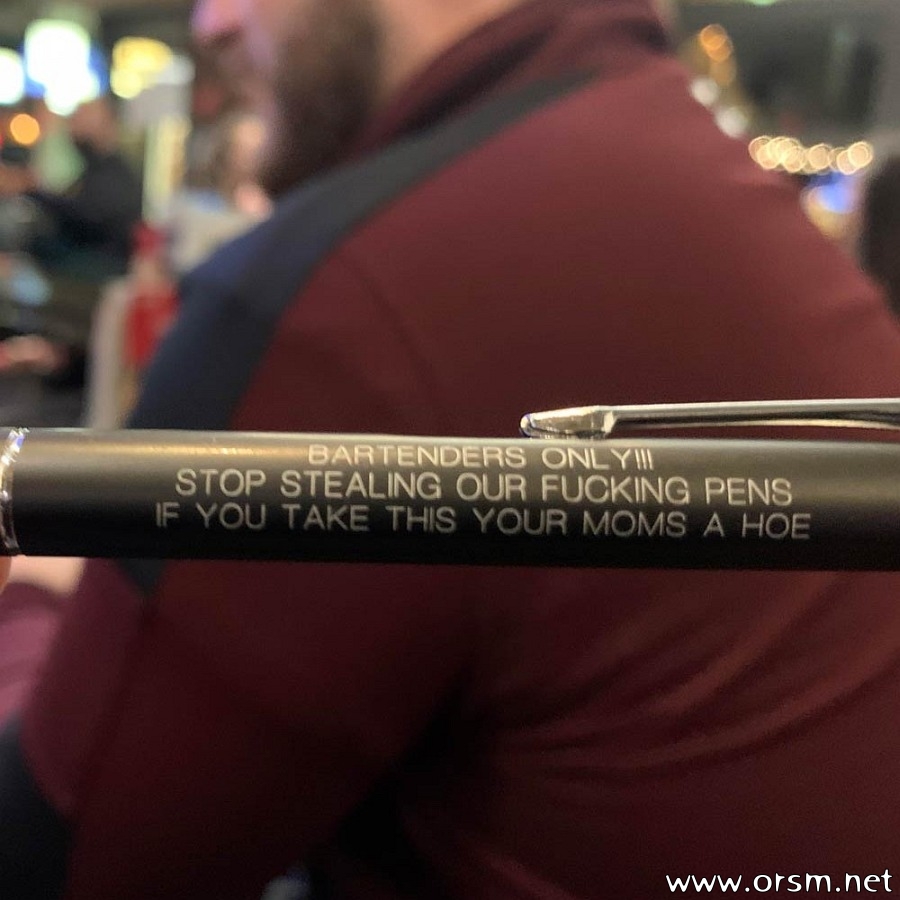 BARTENDERS ONLY!!!
STOP STEALING OUR FUCKING PENS
IF YOU TAKE THIS YOUR MOMS A HOE
www.orsm.net